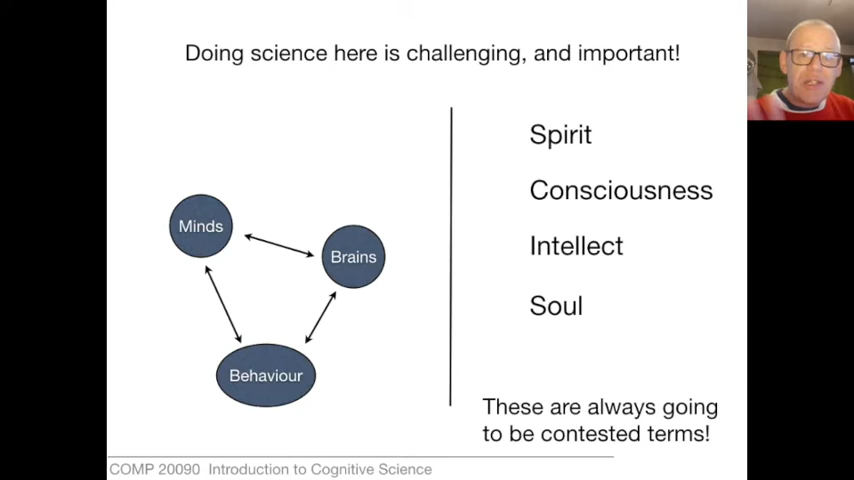 Doing science here is challenging, and important!
Minds
Brains
Behaviour
Spirit
Consciousness
Intellect
Soul
These are always going
to be contested terms!
COMP 20090 Introduction to Cognitive Science